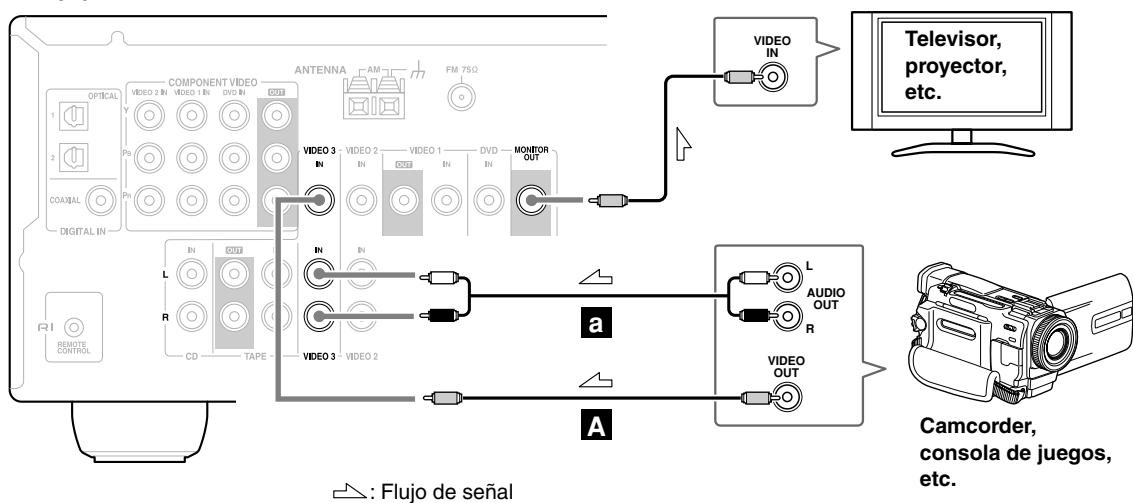 ANTENNA
AM
FM 75Ω
COMPONENT VIDEO
VIDEO 2 IN VIDEO 1 IN DVD IN OUT
OPTICAL
1
2
Y
PB
PR
COAXIAL
DIGITAL IN
VIDEO 3 VIDEO 2 VIDEO 1 DVD MONITOR OUT
IN IN OUT IN IN
IN OUT IN IN IN
L
R
RI
REMOTE CONTROL
CD TAPE VIDEO 3 VIDEO 2
VIDEO IN
Televisor,
proyector,
etc.
L
AUDIO OUT
R
a
VIDEO OUT
A
Camcorder,
consola de juegos,
etc.
: Flujo de señal